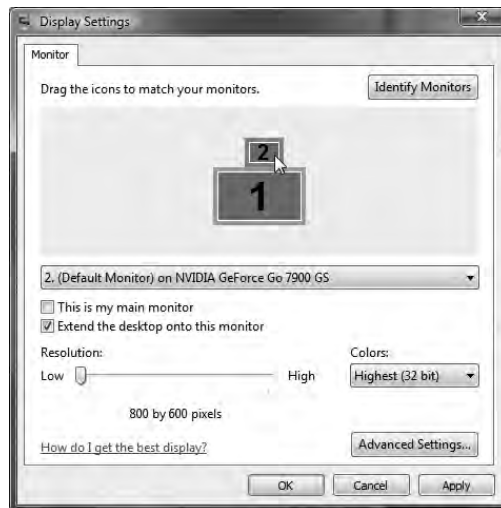 Display Settings
Monitor
Drag the icons to match your monitors.
Identify Monitors
2
1
2. (Default Monitor) on NVIDIA GeForce Go 7900 GS
This is my main monitor
Extend the desktop onto this monitor
Resolution:
Colors:
Low
High
Highest (32 bit)
800 by 600 pixels
How do I get the best display?
Advanced Settings...
OK
Cancel
Apply